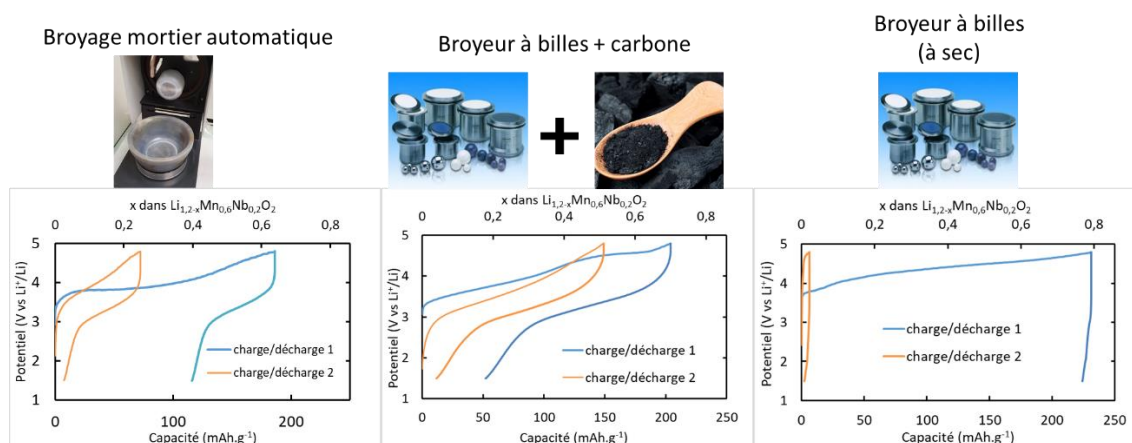 Broyage mortier automatique
Broyeur à billes + carbone
Broyeur à billes
(à sec)
+
x dans Li1,2-xMn0,6Nb0,2O2
0 0,2 0,4 0,6 0,8
5
4
3
2
1
Potentiel (V vs Li⁺/Li)
charge/décharge 1
charge/décharge 2
0 100 200
Capacité (mAh.g⁻¹)
x dans Li1,2-xMn0,6Nb0,2O2
0 0,2 0,4 0,6 0,8
5
4
3
2
1
Potentiel (V vs Li⁺/Li)
charge/décharge 1
charge/décharge 2
0 50 100 150 200 250
Capacité (mAh.g⁻¹)
x dans Li1,2-xMn0,6Nb0,2O2
0 0,2 0,4 0,6 0,8
5
4
3
2
1
Potentiel (V vs Li⁺/Li)
charge/décharge 1
charge/décharge 2
0 50 100 150 200 250
Capacité (mAh.g⁻¹)